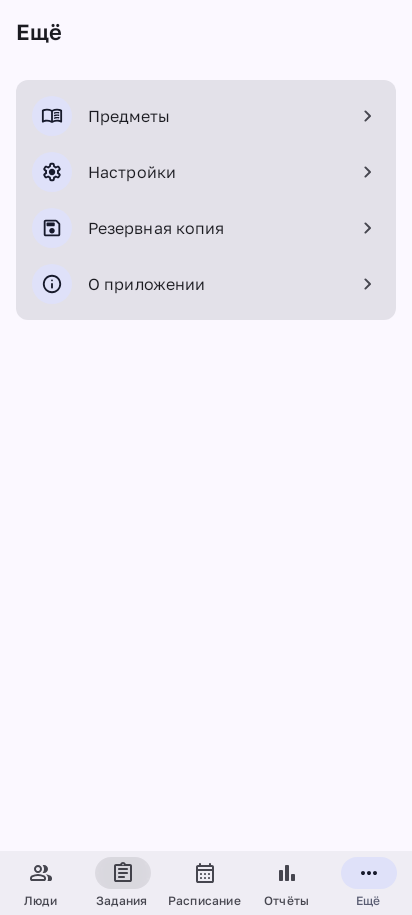 Ещё
Предметы
Настройки
Резервная копия
О приложении
Люди
Задания
Расписание
Отчёты
Ещё